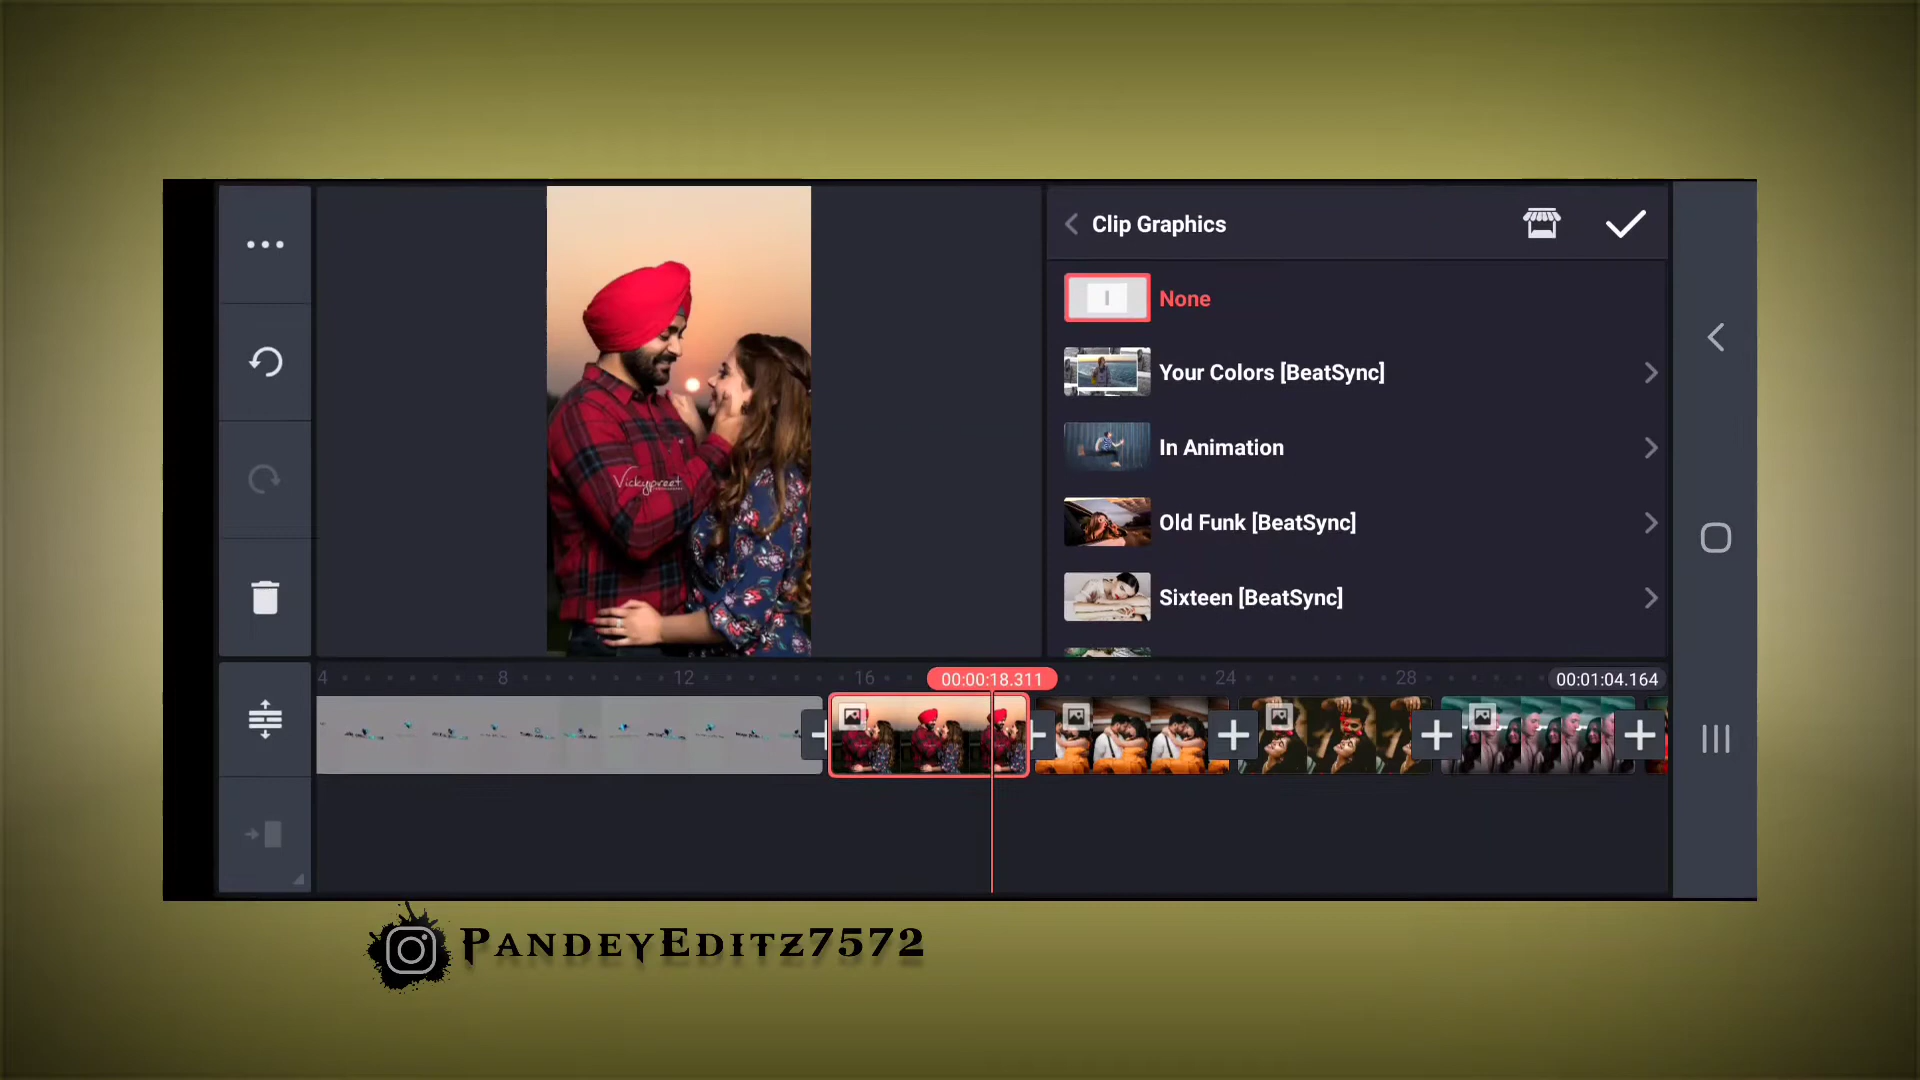 Clip Graphics
None
Your Colors [BeatSync]
In Animation
Old Funk [BeatSync]
Sixteen [BeatSync]
Vickypreet
4 8 12 16 00:00:18.311 24 28 00:01:04.164
PandeyEditz7572